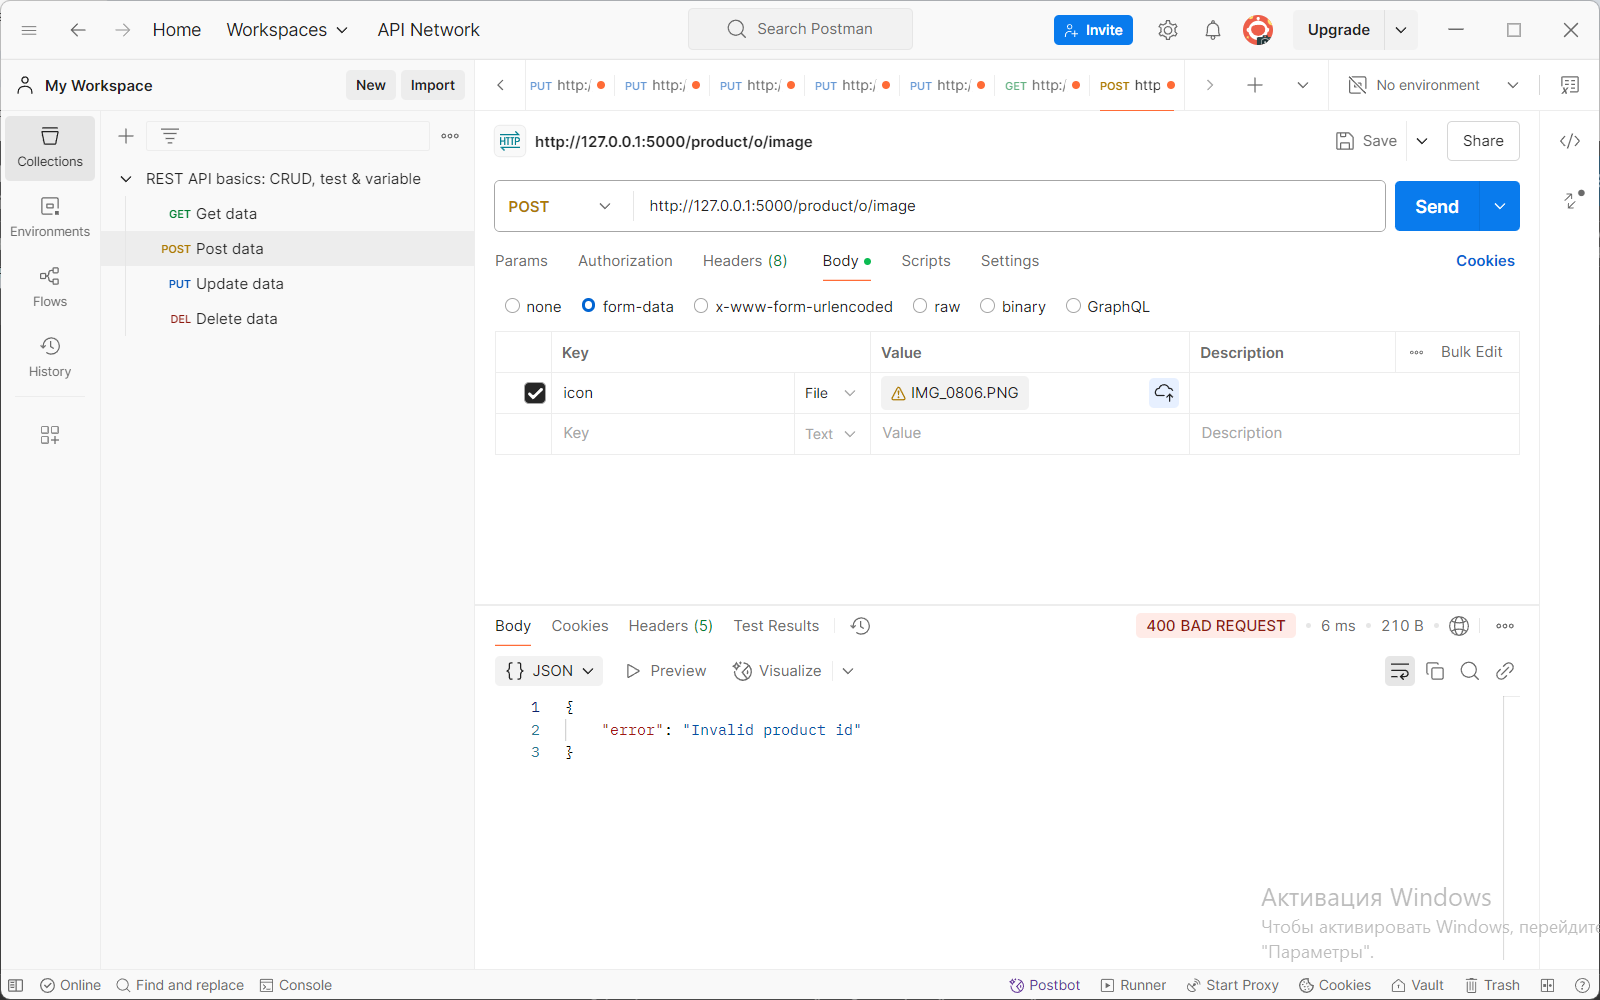 Home
Workspaces
API Network
Search Postman
Invite
Upgrade
My Workspace
New
Import
PUT http:/
PUT http:/
PUT http:/
PUT http:/
PUT http:/
GET http:/
POST http
No environment
Collections
Environments
Flows
History
REST API basics: CRUD, test & variable
GET Get data
POST Post data
PUT Update data
DEL Delete data
HTTP http://127.0.0.1:5000/product/o/image
Save
Share
POST
http://127.0.0.1:5000/product/o/image
Send
Params
Authorization
Headers (8)
Body
Scripts
Settings
Cookies
none
form-data
x-www-form-urlencoded
raw
binary
GraphQL
Key
Value
Description
Bulk Edit
icon
File
IMG_0806.PNG
Key
Text
Value
Description
Body
Cookies
Headers (5)
Test Results
400 BAD REQUEST
6 ms
210 B
{} JSON
Preview
Visualize
1 {
2 "error": "Invalid product id"
3 }
Активация Windows
Чтобы активировать Windows, перейдите
"Параметры".
Online
Find and replace
Console
Postbot
Runner
Start Proxy
Cookies
Vault
Trash